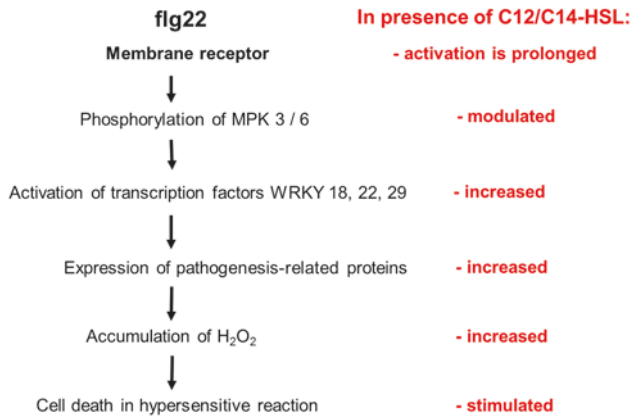 flg22 In presence of C12/C14-HSL:
Membrane receptor - activation is prolonged
Phosphorylation of MPK 3 / 6 - modulated
Activation of transcription factors WRKY 18, 22, 29 - increased
Expression of pathogenesis-related proteins - increased
Accumulation of H₂O₂ - increased
Cell death in hypersensitive reaction - stimulated